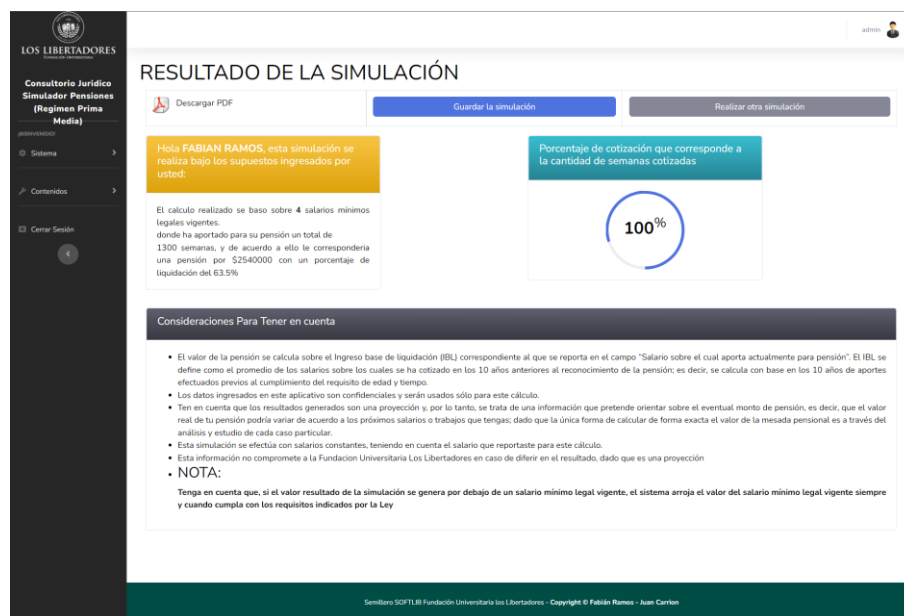 LOS LIBERTADORES
FUNDACIÓN UNIVERSITARIA
Consultorio Juridico
Simulador Pensiones
(Regimen Prima
Media)
¡BIENVENIDO!
Sistema
Contenidos
Cerrar Sesión
admin
RESULTADO DE LA SIMULACIÓN
Descargar PDF
Guardar la simulación
Realizar otra simulación
Hola FABIAN RAMOS, esta simulación se
realiza bajo los supuestos ingresados por
usted:
El calculo realizado se baso sobre 4 salarios mínimos
legales vigentes.
donde ha aportado para su pensión un total de
1300 semanas, y de acuerdo a ello le corresponderia
una pensión por $2540000 con un porcentaje de
liquidación del 63.5%
Porcentaje de cotización que corresponde a
la cantidad de semanas cotizadas
100%
Consideraciones Para Tener en cuenta
• El valor de la pensión se calcula sobre el Ingreso base de liquidación (IBL) correspondiente al que se reporta en el campo “Salario sobre el cual aporta actualmente para pensión”. El IBL se
define como el promedio de los salarios sobre los cuales se ha cotizado en los 10 años anteriores al reconocimiento de la pensión; es decir, se calcula con base en los 10 años de aportes
efectuados previos al cumplimiento del requisito de edad y tiempo.
• Los datos ingresados en este aplicativo son confidenciales y serán usados sólo para este cálculo.
• Ten en cuenta que los resultados generados son una proyección y, por lo tanto, se trata de una información que pretende orientar sobre el eventual monto de pensión, es decir, que el valor
real de tu pensión podría variar de acuerdo a los próximos salarios o trabajos que tengas; dado que la única forma de calcular de forma exacta el valor de la mesada pensional es a través del
análisis y estudio de cada caso particular.
• Esta simulación se efectúa con salarios constantes, teniendo en cuenta el salario que reportaste para este cálculo.
• Esta información no compromete a la Fundacion Universitaria Los Libertadores en caso de diferir en el resultado, dado que es una proyección
• NOTA:
Tenga en cuenta que, si el valor resultado de la simulación se genera por debajo de un salario mínimo legal vigente, el sistema arroja el valor del salario mínimo legal vigente siempre
y cuando cumpla con los requisitos indicados por la Ley
Semillero SOFTLIB Fundación Universitaria los Libertadores - Copyright © Fabián Ramos - Juan Carrion